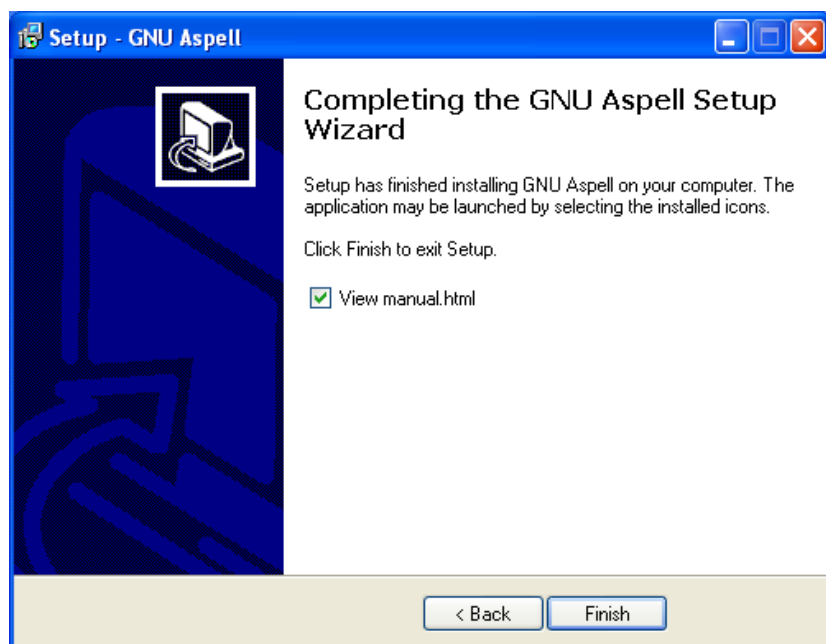 Setup - GNU Aspell
Completing the GNU Aspell Setup
Wizard
Setup has finished installing GNU Aspell on your computer. The
application may be launched by selecting the installed icons.
Click Finish to exit Setup.
View manual.html
< Back
Finish